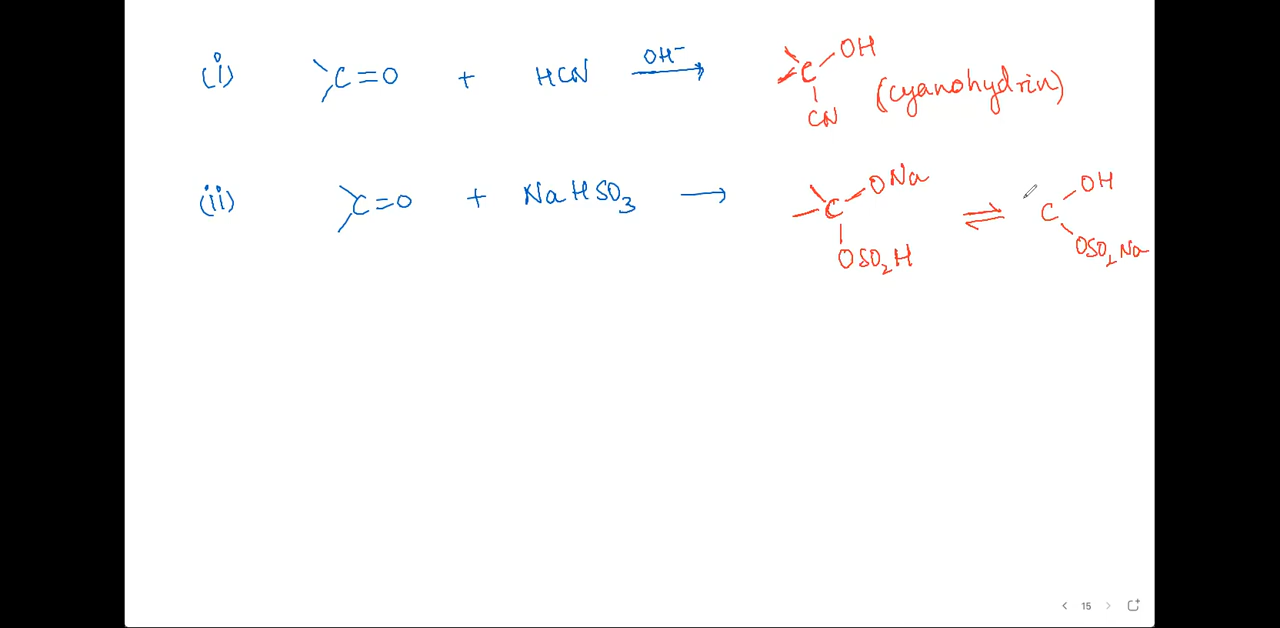 (i) >C=O + HCN OH⁻ → C OH CN (cyanohydrin)
(ii) >C=O + NaHSO₃ → C ONa OSO₂H ⇌ C OH OSO₂Na
15